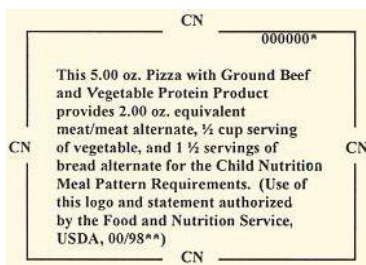 CN
000000*
This 5.00 oz. Pizza with Ground Beef
and Vegetable Protein Product
provides 2.00 oz. equivalent
meat/meat alternate, ½ cup serving
CN of vegetable, and 1 ½ servings of CN
bread alternate for the Child Nutrition
Meal Pattern Requirements. (Use of
this logo and statement authorized
by the Food and Nutrition Service,
USDA, 00/98**)
CN